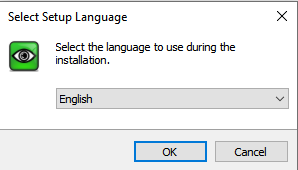 Select Setup Language
Select the language to use during the
installation.
English
OK
Cancel